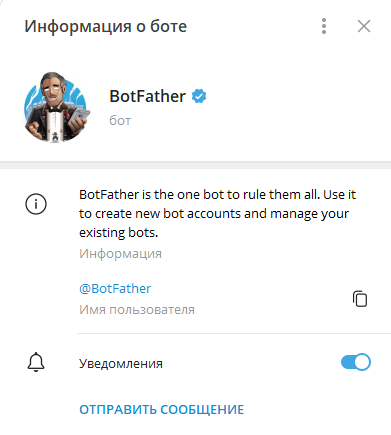 Информация о боте
BotFather
бот
BotFather is the one bot to rule them all. Use it
to create new bot accounts and manage your
existing bots.
Информация
@BotFather
Имя пользователя
Уведомления
ОТПРАВИТЬ СООБЩЕНИЕ